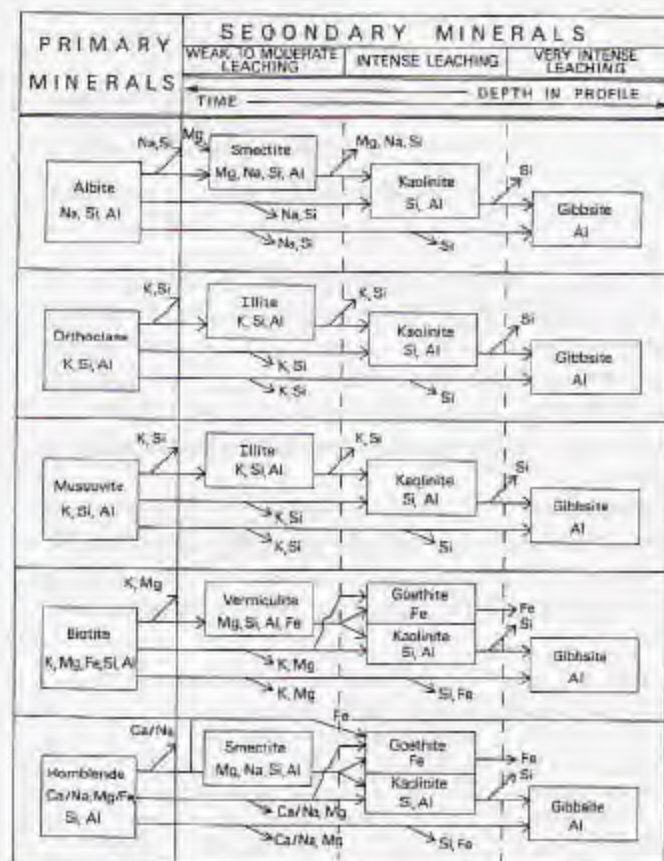 PRIMARY
MINERALS
SECONDARY MINERALS
WEAK TO MODERATE
LEACHING
INTENSE LEACHING
VERY INTENSE
LEACHING
TIME
DEPTH IN PROFILE
Na, Si
Mg
Smectite
Mg, Na, Si, Al
Mg, Na, Si
Albite
Na, Si, Al
Kaolinite
Si, Al
Si
Gibbsite
Al
Na, Si
Na, Si
Si
K, Si
Illite
K, Si, Al
K, Si
Orthoclase
K, Si, Al
Kaolinite
Si, Al
Si
Gibbsite
Al
K, Si
K, Si
Si
K, Si
Illite
K, Si, Al
K, Si
Muscovite
K, Si, Al
Kaolinite
Si, Al
Si
Gibbsite
Al
K, Si
K, Si
Si
K, Mg
Vermiculite
Mg, Si, Al, Fe
Goethite
Fe
Fe
Biotite
K, Mg, Fe, Si, Al
Kaolinite
Si, Al
Si
Gibbsite
Al
K, Mg
K, Mg
Si, Fe
Ca/Na
Fe
Smectite
Mg, Na, Si, Al
Goethite
Fe
Fe
Hornblende
Ca/Na, Mg/Fe
Si, Al
Kaolinite
Si, Al
Si
Gibbsite
Al
Ca/Na, Mg
Ca/Na, Mg
Si, Fe